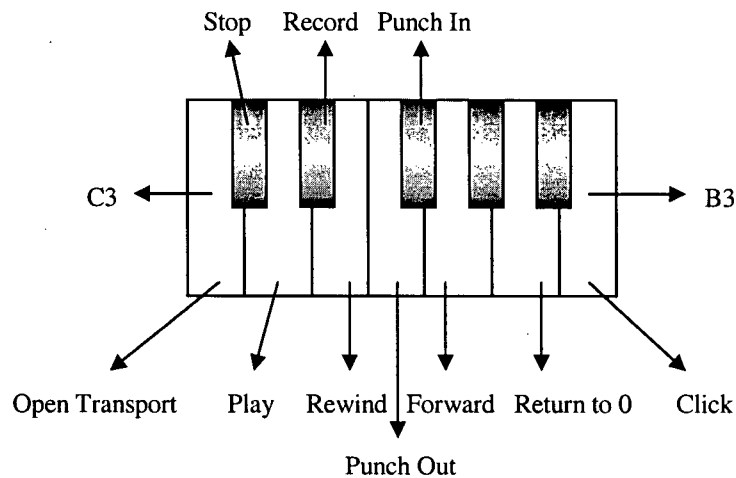 Stop Record Punch In
C3 B3
Open Transport Play Rewind Forward Return to 0 Click
Punch Out